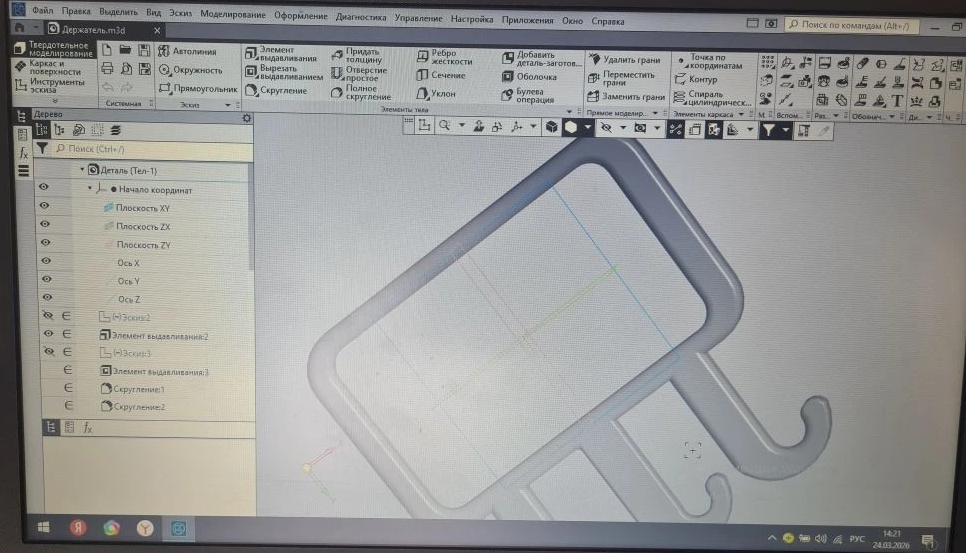 Файл Правка Выделить Вид Эскиз Моделирование Оформление Диагностика Управление Настройка Приложения Окно Справка
Поиск по командам (Alt+/)
Держатель.m3d
Твердотельное моделирование
Каркас и поверхности
Инструменты эскиза
Системная
Автолиния
Окружность
Прямоугольник
Эскиз
Элемент выдавливания
Вырезать выдавливанием
Скругление
Придать толщину
Отверстие простое
Полное скругление
Ребро жесткости
Сечение
Уклон
Добавить деталь-заготов...
Оболочка
Булева операция
Элементы тела
Удалить грани
Переместить грани
Заменить грани
Прямое моделир...
Точка по координатам
Контур
Спираль цилиндрическ...
Элементы каркаса
М...
Вспом...
Раз...
Обознач...
Ди...
Ч...
Дерево
Поиск (Ctrl+/)
Деталь (Тел-1)
Начало координат
Плоскость XY
Плоскость ZX
Плоскость ZY
Ось X
Ось Y
Ось Z
(-)Эскиз:2
Элемент выдавливания:2
(-)Эскиз:3
Элемент выдавливания:3
Скругление:1
Скругление:2
РУС
14:21
24.03.2026